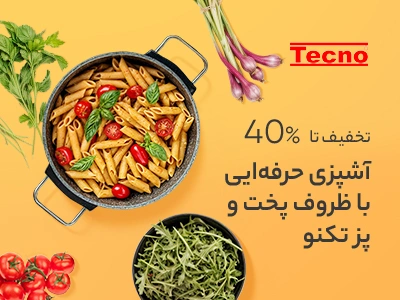 Tecno
تخفیف تا 40%
آشپزی حرفه‌ایی
با ظروف پخت و
پز تکنو